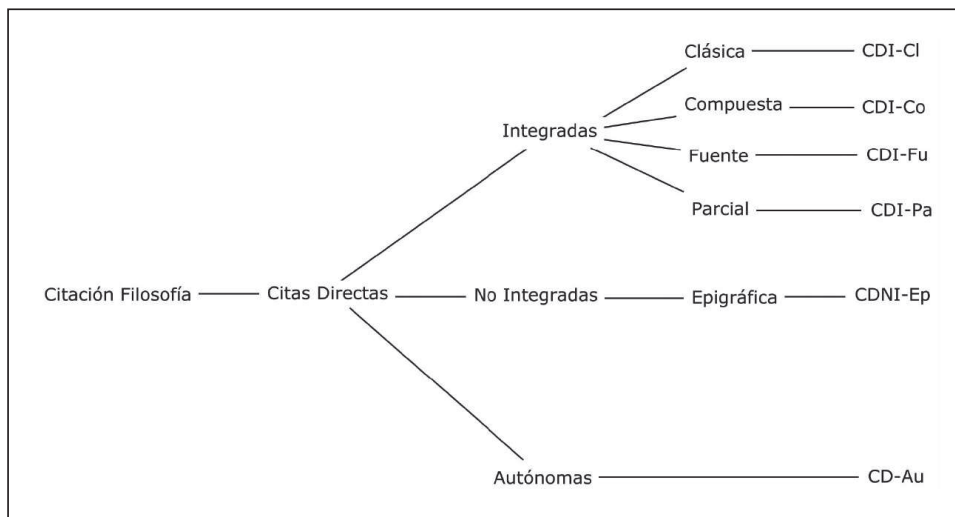 Clásica CDI-Cl
Compuesta CDI-Co
Integradas
Fuente CDI-Fu
Parcial CDI-Pa
Citación Filosofía Citas Directas No Integradas Epigráfica CDNI-Ep
Autónomas CD-Au